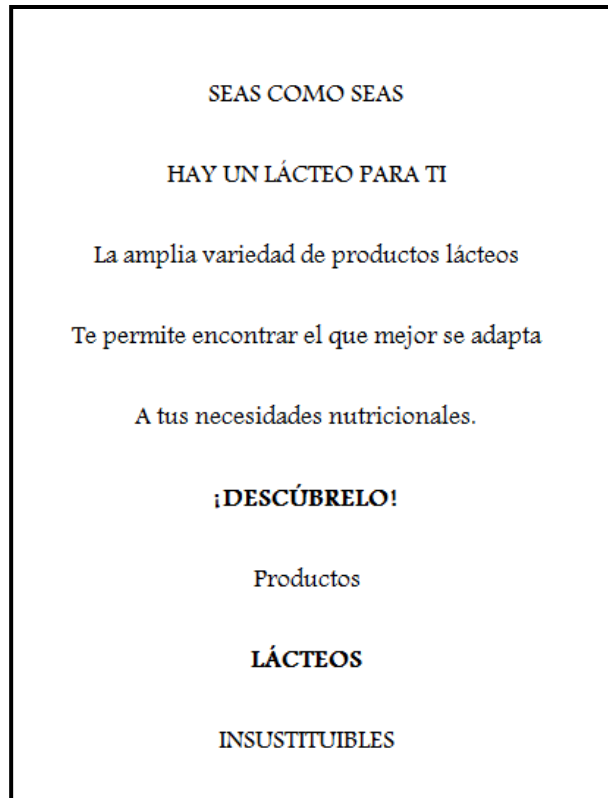 SEAS COMO SEAS
HAY UN LÁCTEO PARA TI
La amplia variedad de productos lácteos
Te permite encontrar el que mejor se adapta
A tus necesidades nutricionales.
¡DESCÚBRELO!
Productos
LÁCTEOS
INSUSTITUIBLES